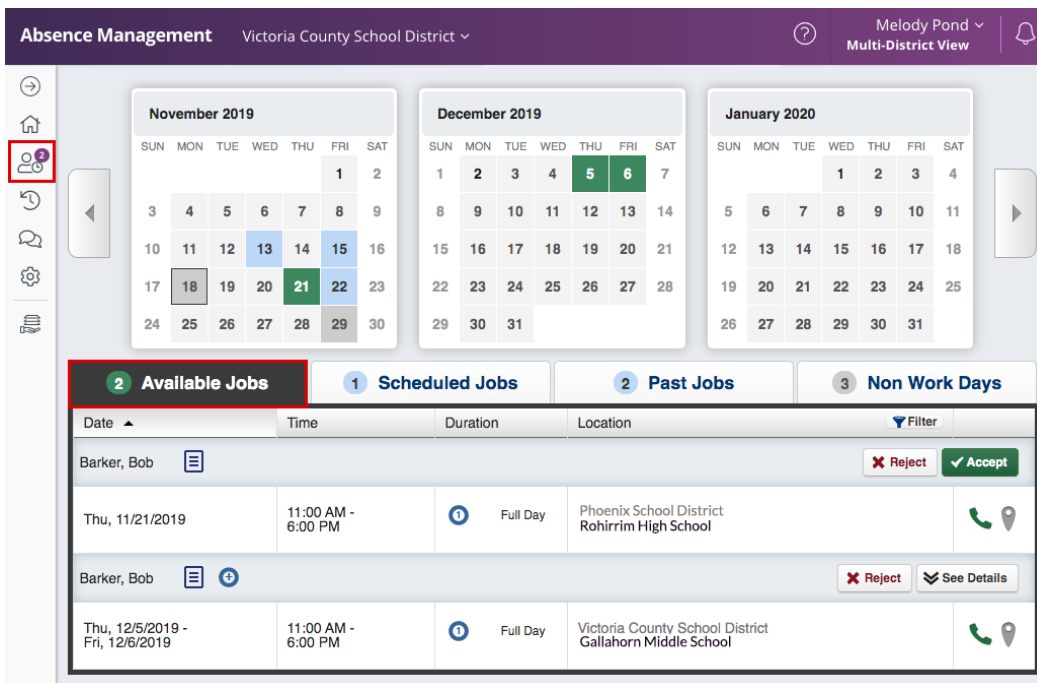 Absence Management Victoria County School District Melody Pond
Multi-District View
2
November 2019 December 2019 January 2020
SUN MON TUE WED THU FRI SAT SUN MON TUE WED THU FRI SAT SUN MON TUE WED THU FRI SAT
1 2 1 2 3 4 5 6 7 1 2 3 4
3 4 5 6 7 8 9 8 9 10 11 12 13 14 5 6 7 8 9 10 11
10 11 12 13 14 15 16 15 16 17 18 19 20 21 12 13 14 15 16 17 18
17 18 19 20 21 22 23 22 23 24 25 26 27 28 19 20 21 22 23 24 25
24 25 26 27 28 29 30 29 30 31 26 27 28 29 30 31
2 Available Jobs 1 Scheduled Jobs 2 Past Jobs 3 Non Work Days
Date Time Duration Location Filter
Barker, Bob Reject Accept
Thu, 11/21/2019 11:00 AM -
6:00 PM 1 Full Day Phoenix School District
Rohirrim High School
Barker, Bob Reject See Details
Thu, 12/5/2019 -
Fri, 12/6/2019 11:00 AM -
6:00 PM 1 Full Day Victoria County School District
Gallahorn Middle School